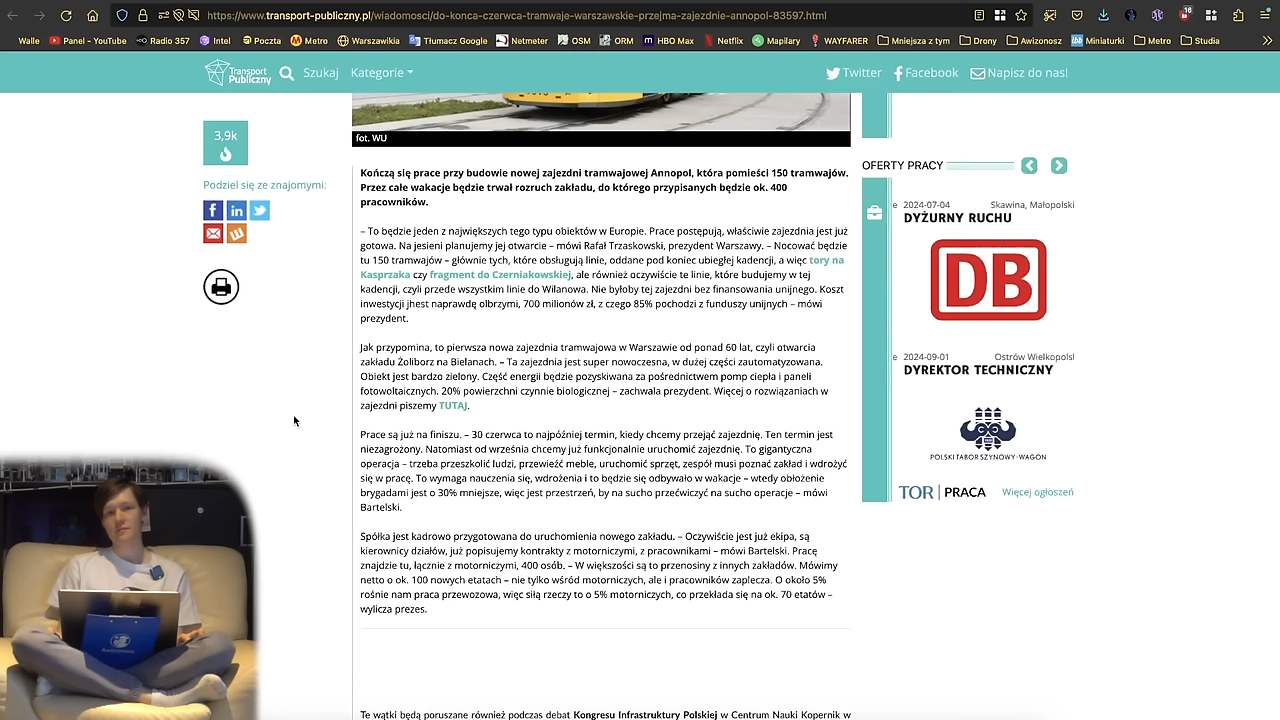 https://www.transport-publiczny.pl/wiadomosci/do-konca-czerwca-tramwaje-warszawskie-przejma-zajezdnie-annopol-83597.html
18
Walle Panel - YouTube Radio 357 Intel Poczta Metro Warszawikia Tłumacz Google Netmeter OSM ORM HBO Max Netflix Mapilary WAYFARER Mniejsza z tym Drony Awizonosz Miniaturki Metro Studia
Transport Publiczny Szukaj Kategorie Twitter Facebook Napisz do nas!
3,9k
Podziel się ze znajomymi:
fot. WU
Kończą się prace przy budowie nowej zajezdni tramwajowej Annopol, która pomieści 150 tramwajów.
Przez całe wakacje będzie trwał rozruch zakładu, do którego przypisanych będzie ok. 400
pracowników.
– To będzie jeden z największych tego typu obiektów w Europie. Prace postępują, właściwie zajezdnia jest już
gotowa. Na jesieni planujemy jej otwarcie – mówi Rafał Trzaskowski, prezydent Warszawy. – Nocować będzie
tu 150 tramwajów – głównie tych, które obsługują linie, oddane pod koniec ubiegłej kadencji, a więc tory na
Kasprzaka czy fragment do Czerniakowskiej, ale również oczywiście te linie, które budujemy w tej
kadencji, czyli przede wszystkim linie do Wilanowa. Nie byłoby tej zajezdni bez finansowania unijnego. Koszt
inwestycji jhest naprawdę olbrzymi, 700 milionów zł, z czego 85% pochodzi z funduszy unijnych – mówi
prezydent.
Jak przypomina, to pierwsza nowa zajezdnia tramwajowa w Warszawie od ponad 60 lat, czyli otwarcia
zakładu Żoliborz na Bielanach. – Ta zajezdnia jest super nowoczesna, w dużej części zautomatyzowana.
Obiekt jest bardzo zielony. Część energii będzie pozyskiwana za pośrednictwem pomp ciepła i paneli
fotowoltaicznych. 20% powierzchni czynnie biologicznej – zachwala prezydent. Więcej o rozwiązaniach w
zajezdni piszemy TUTAJ.
Prace są już na finiszu. – 30 czerwca to najpóźniej termin, kiedy chcemy przejąć zajezdnię. Ten termin jest
niezagrożony. Natomiast od września chcemy już funkcjonalnie uruchomić zajezdnię. To gigantyczna
operacja – trzeba przeszkolić ludzi, przewieźć meble, uruchomić sprzęt, zespół musi poznać zakład i wdrożyć
się w pracę. To wymaga nauczenia się, wdrożenia i to będzie się odbywało w wakacje – wtedy obłożenie
brygadami jest o 30% mniejsze, więc jest przestrzeń, by na sucho przećwiczyć na sucho operacje – mówi
Bartelski.
Spółka jest kadrowo przygotowana do uruchomienia nowego zakładu. – Oczywiście jest już ekipa, są
kierownicy działów, już popisujemy kontrakty z motorniczymi, z pracownikami – mówi Bartelski. Pracę
znajdzie tu, łącznie z motorniczymi, 400 osób. – W większości są to przenosiny z innych zakładów. Mówimy
netto o ok. 100 nowych etatach – nie tylko wśród motorniczych, ale i pracowników zaplecza. O około 5%
rośnie nam praca przewozowa, więc siłą rzeczy to o 5% motorniczych, co przekłada się na ok. 70 etatów –
wylicza prezes.
Te wątki będą poruszane również podczas debat Kongresu Infrastruktury Polskiej w Centrum Nauki Kopernik w
OFERTY PRACY
e 2024-07-04 Skawina, Małopolski
DYŻURNY RUCHU
DB
e 2024-09-01 Ostrów Wielkopolsk
DYREKTOR TECHNICZNY
POLSKI TABOR SZYNOWY-WAGON
TOR PRACA Więcej ogłoszeń